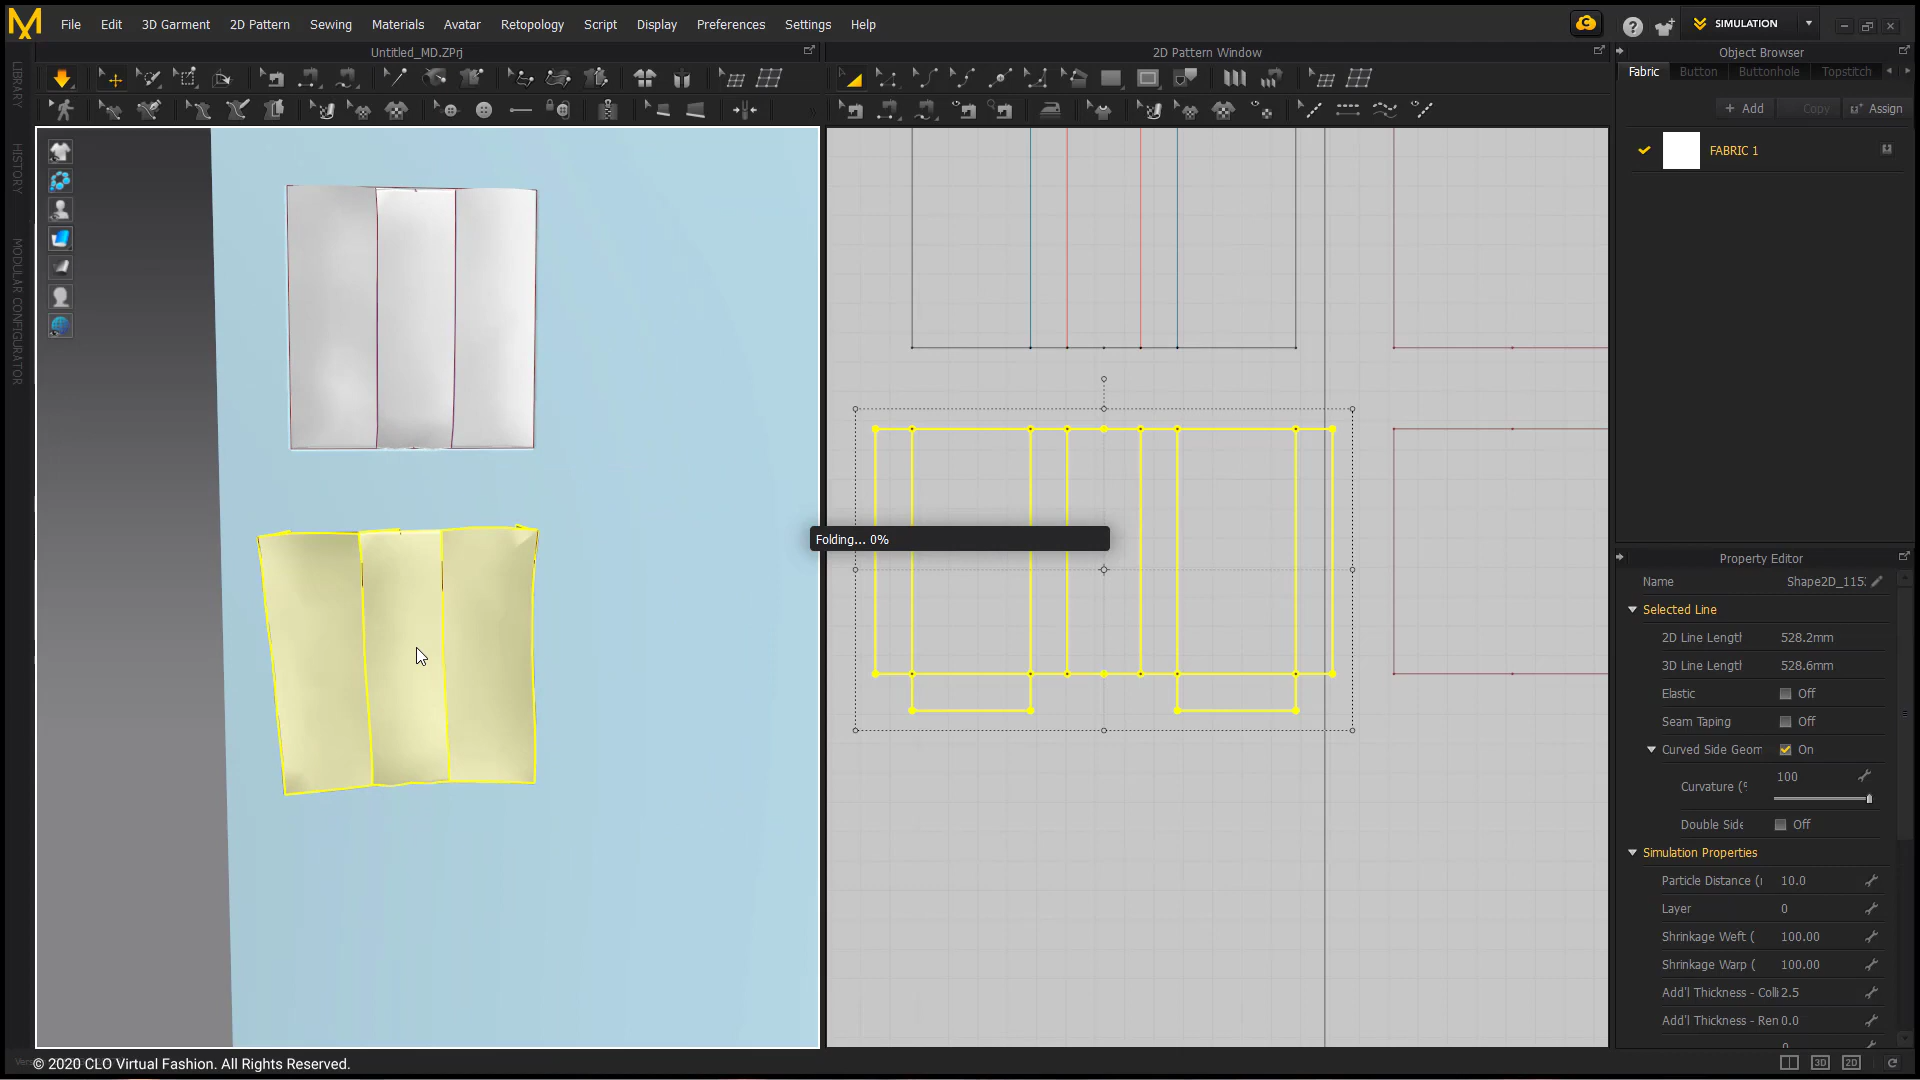 File Edit 3D Garment 2D Pattern Sewing Materials Avatar Retopology Script Display Preferences Settings Help
SIMULATION
Untitled_MD.ZPrj
2D Pattern Window
Object Browser
Fabric Button Buttonhole Topstitch
+ Add Copy Assign
FABRIC 1
LIBRARY
HISTORY
MODULAR CONFIGURATOR
Folding... 0%
Property Editor
Name Shape2D_115
Selected Line
2D Line Length 528.2mm
3D Line Length 528.6mm
Elastic Off
Seam Taping Off
Curved Side Geom On
Curvature (° 100
Double Side Off
Simulation Properties
Particle Distance ( 10.0
Layer 0
Shrinkage Weft ( 100.00
Shrinkage Warp ( 100.00
Add'l Thickness - Colli 2.5
Add'l Thickness - Ren 0.0
© 2020 CLO Virtual Fashion. All Rights Reserved.
3D 2D